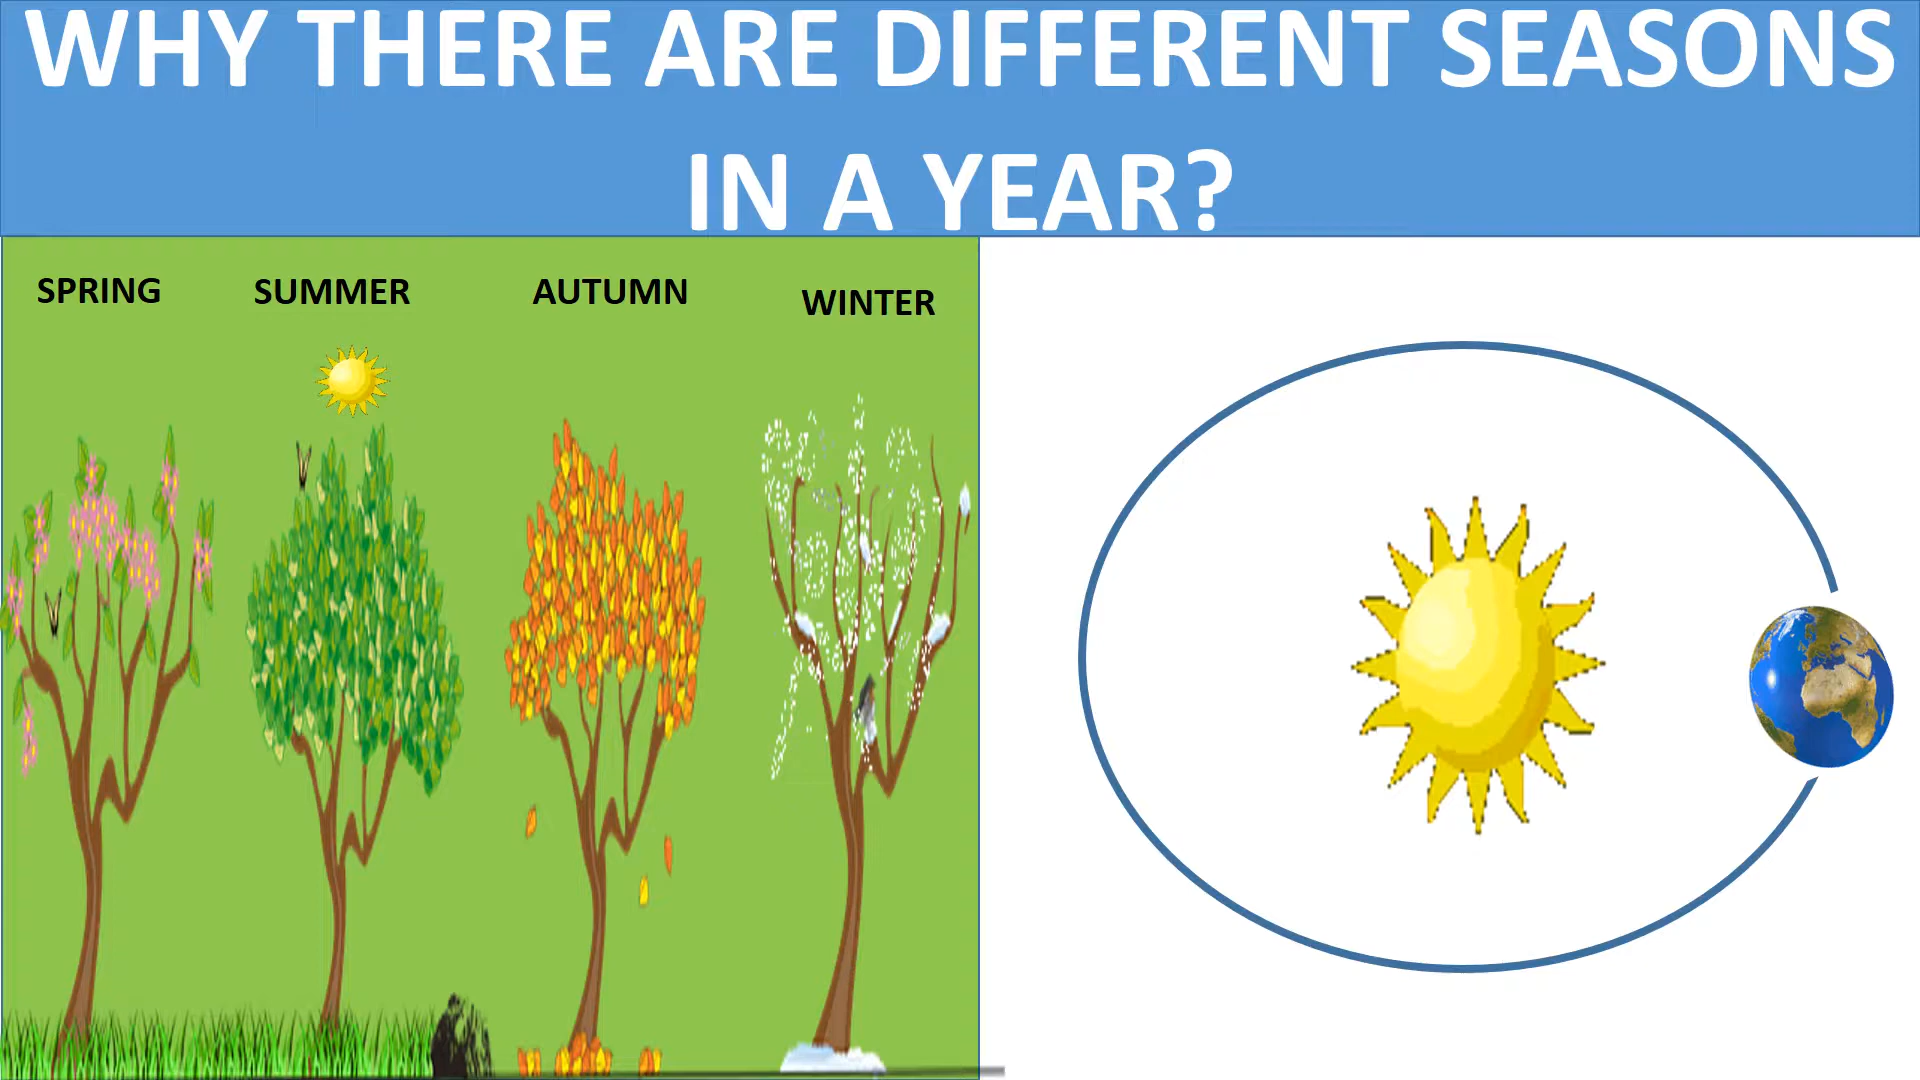 WHY THERE ARE DIFFERENT SEASONS
IN A YEAR?
SPRING
SUMMER
AUTUMN
WINTER